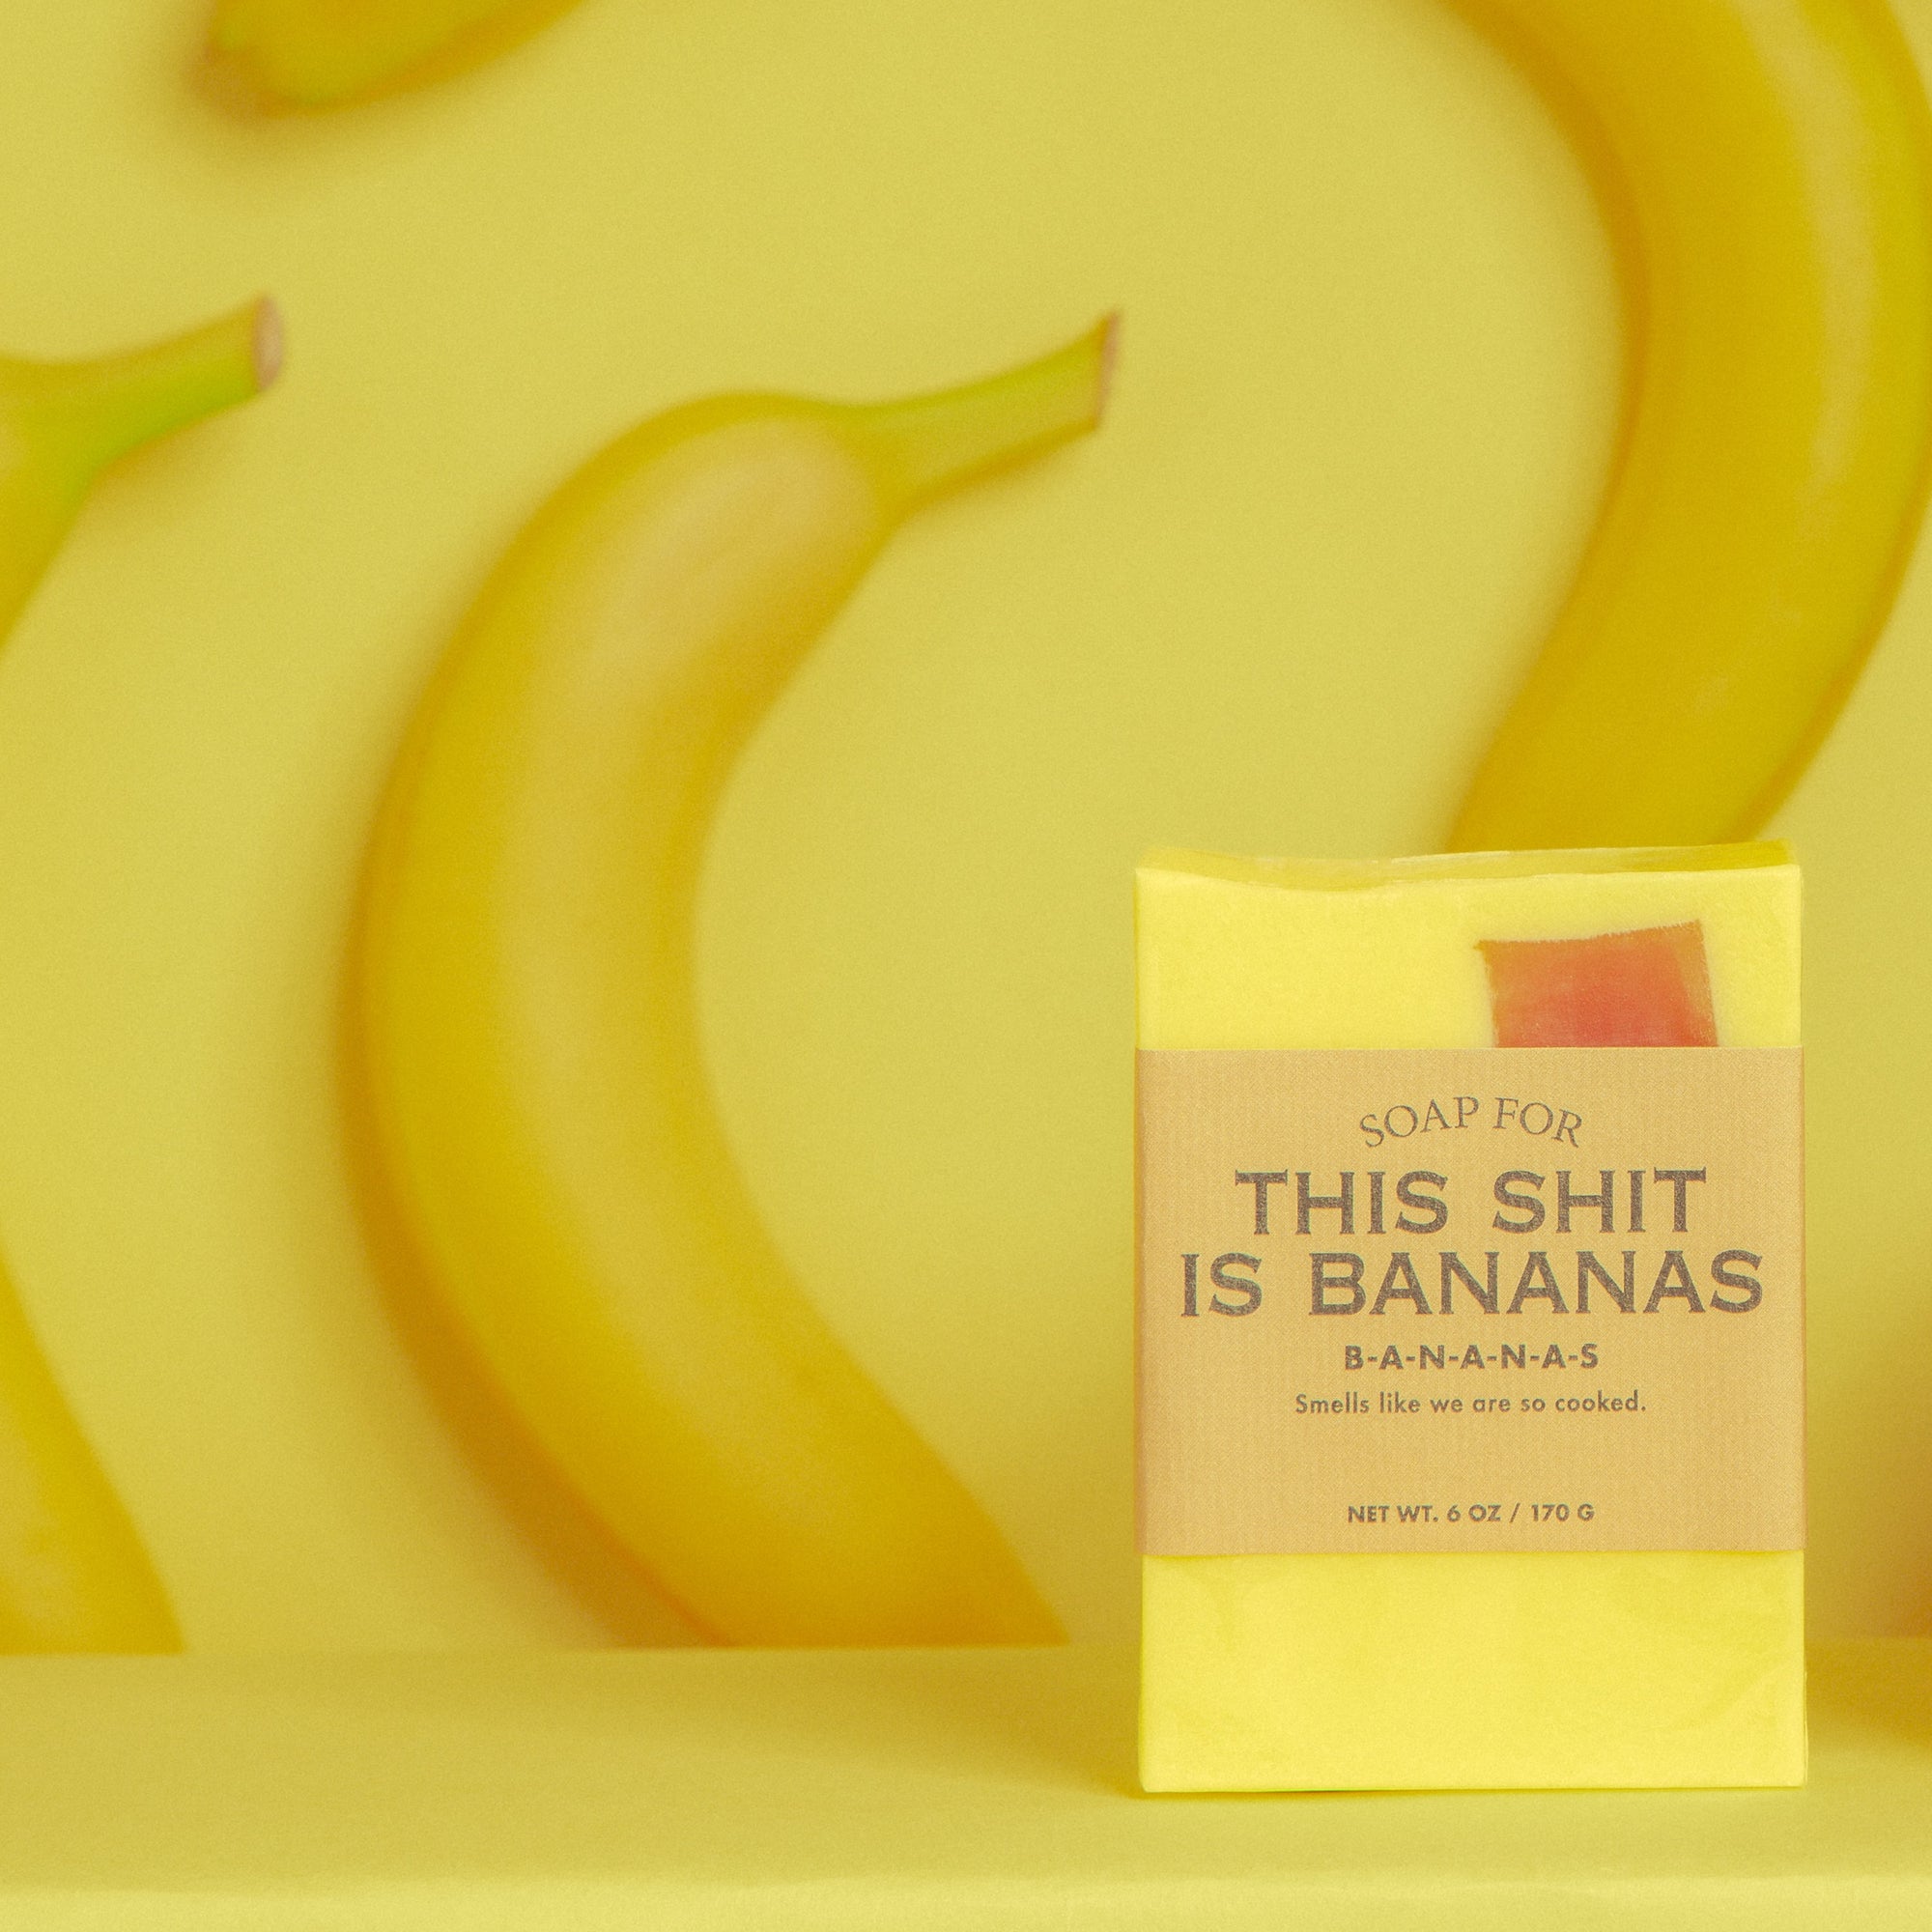 SOAP FOR
THIS SHIT
IS BANANAS
B-A-N-A-N-A-S
Smells like we are so cooked.
NET WT. 6 OZ / 170 G